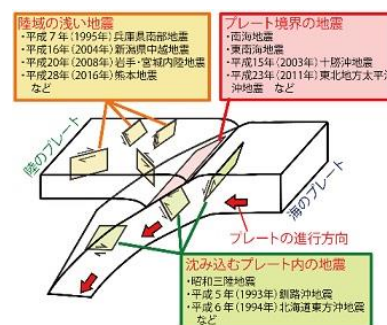 陸域の浅い地震
・平成7年(1995年)兵庫県南部地震
・平成16年(2004年)新潟県中越地震
・平成20年(2008年)岩手・宮城内陸地震
・平成28年(2016年)熊本地震
など
プレート境界の地震
・南海地震
・東南海地震
・平成15年(2003年)十勝沖地震
・平成23年(2011年)東北地方太平洋
沖地震 など
陸のプレート
海のプレート
プレートの進行方向
沈み込むプレート内の地震
・昭和三陸地震
・平成5年(1993年)釧路沖地震
・平成6年(1994年)北海道東方沖地震
など